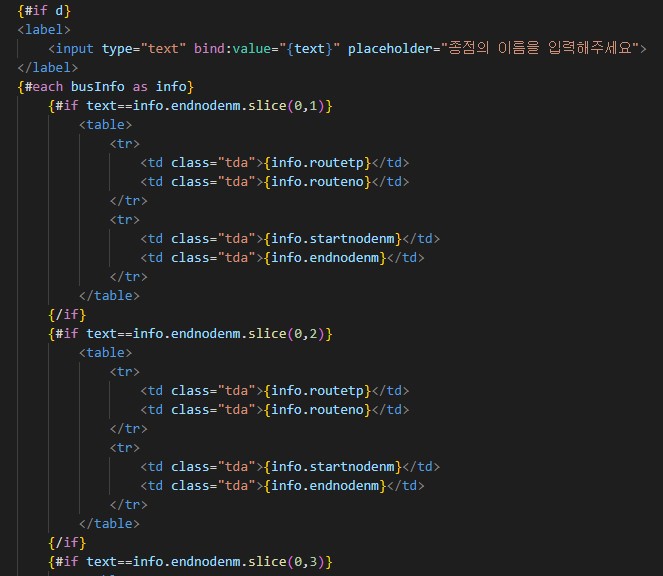 {#if d}
<label>
    <input type="text" bind:value="{text}" placeholder="종점의 이름을 입력해주세요">
</label>
{#each busInfo as info}
    {#if text==info.endnodenm.slice(0,1)}
        <table>
            <tr>
                <td class="tda">{info.routetp}</td>
                <td class="tda">{info.routeno}</td>
            </tr>
            <tr>
                <td class="tda">{info.startnodenm}</td>
                <td class="tda">{info.endnodenm}</td>
            </tr>
        </table>
    {/if}
    {#if text==info.endnodenm.slice(0,2)}
        <table>
            <tr>
                <td class="tda">{info.routetp}</td>
                <td class="tda">{info.routeno}</td>
            </tr>
            <tr>
                <td class="tda">{info.startnodenm}</td>
                <td class="tda">{info.endnodenm}</td>
            </tr>
        </table>
    {/if}
    {#if text==info.endnodenm.slice(0,3)}